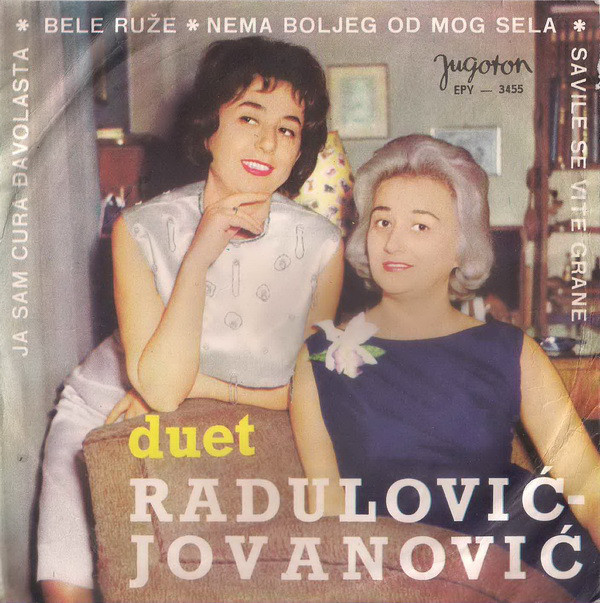 JA SAM CURA ĐAVOLASTA * BELE RUŽE * NEMA BOLJEG OD MOG SELA * SAVILE SE VITE GRANE
Jugoton
EPY — 3455
duet
RADULOVIĆ-
JOVANOVIĆ